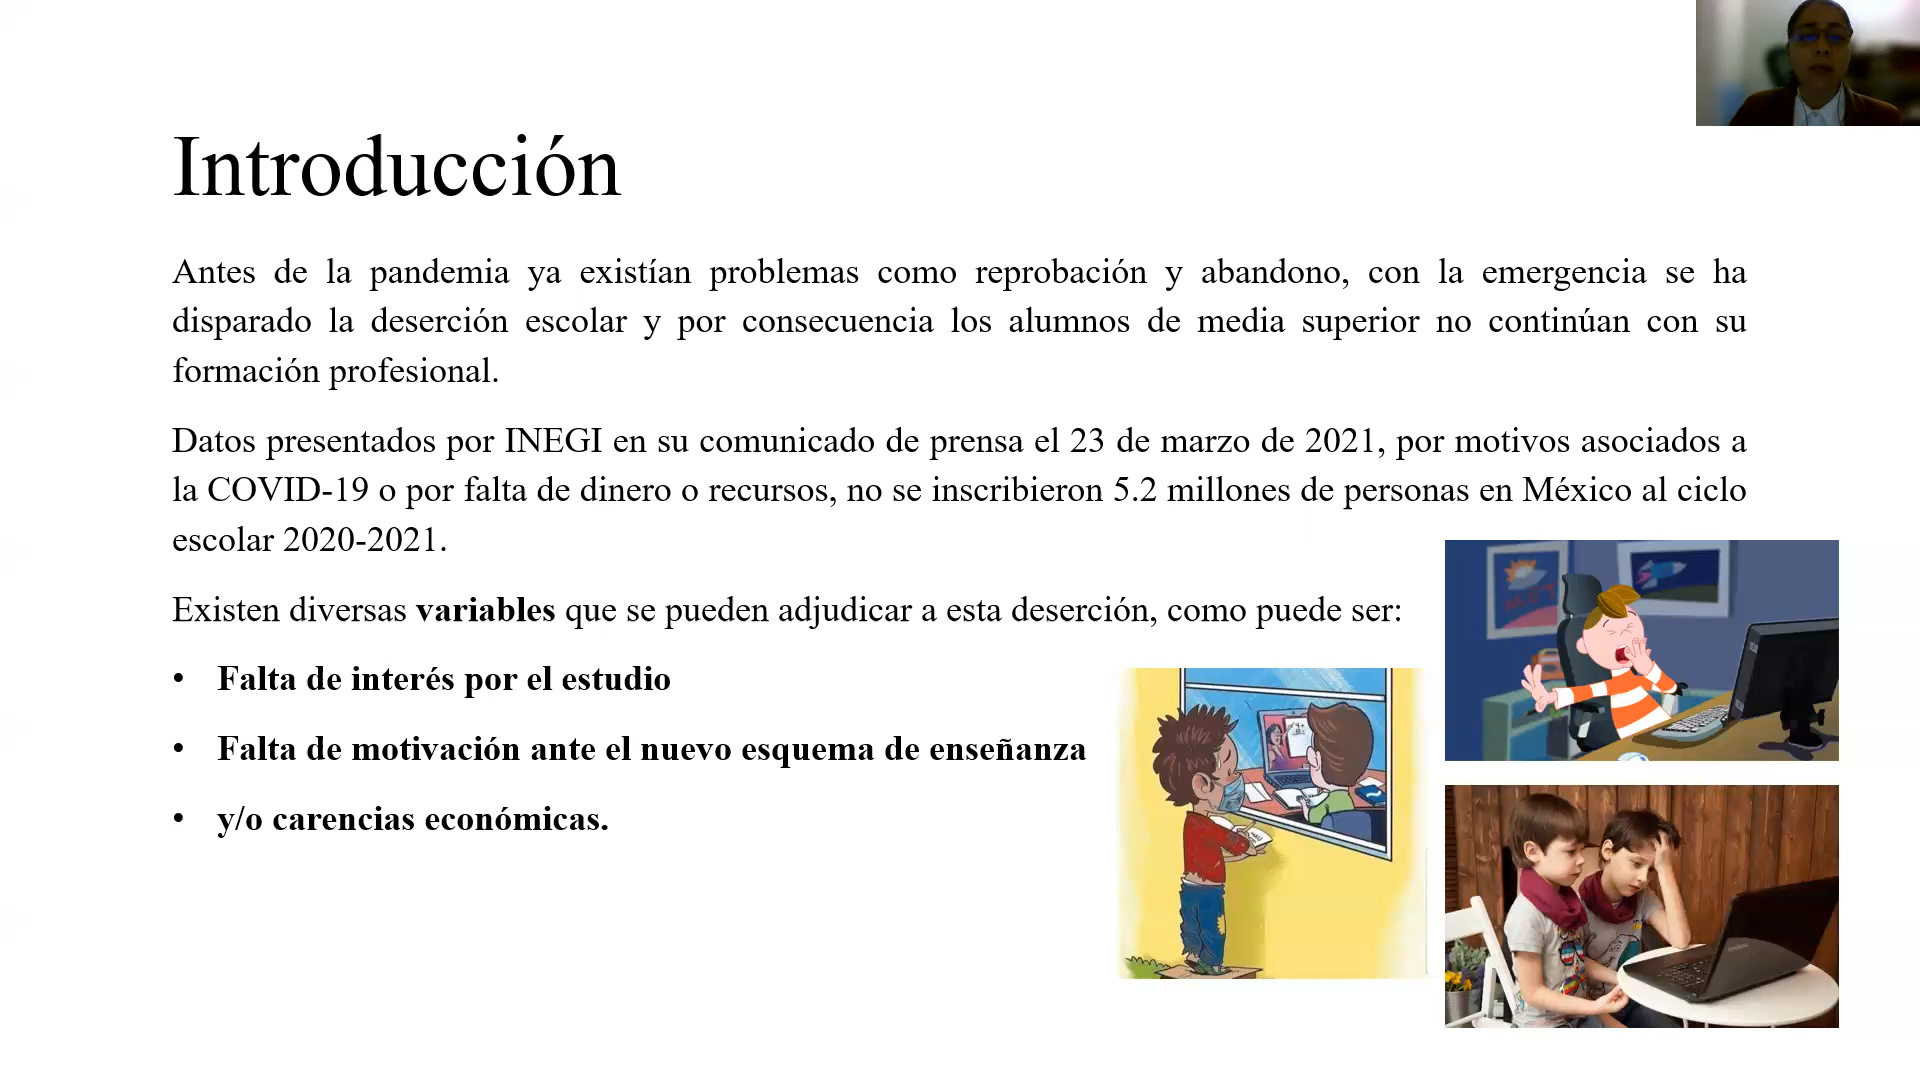 Introducción
Antes de la pandemia ya existían problemas como reprobación y abandono, con la emergencia se ha
disparado la deserción escolar y por consecuencia los alumnos de media superior no continúan con su
formación profesional.
Datos presentados por INEGI en su comunicado de prensa el 23 de marzo de 2021, por motivos asociados a
la COVID-19 o por falta de dinero o recursos, no se inscribieron 5.2 millones de personas en México al ciclo
escolar 2020-2021.
Existen diversas variables que se pueden adjudicar a esta deserción, como puede ser:
• Falta de interés por el estudio
• Falta de motivación ante el nuevo esquema de enseñanza
• y/o carencias económicas.